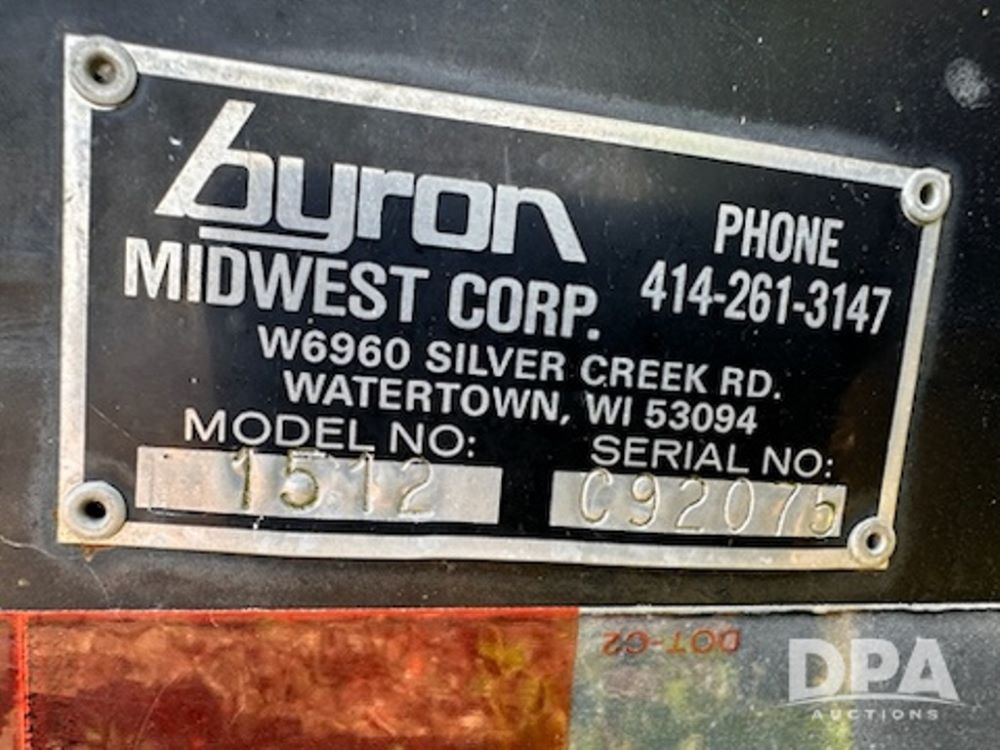 byron
MIDWEST CORP.
PHONE
414-261-3147
W6960 SILVER CREEK RD.
WATERTOWN, WI 53094
MODEL NO: SERIAL NO:
1512 C92075
DOT-C2
DPA
AUCTIONS